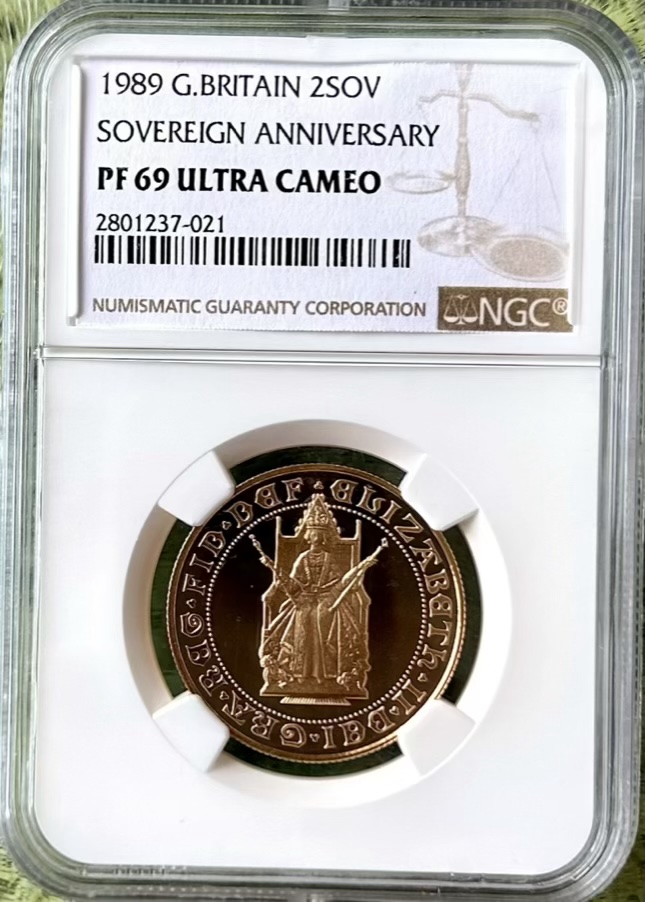 1989 G.BRITAIN 2SOV
SOVEREIGN ANNIVERSARY
PF 69 ULTRA CAMEO
2801237-021
NUMISMATIC GUARANTY CORPORATION
NGC®
ELIZABETH·II·DEI·GRA·REG·FID·DEF·